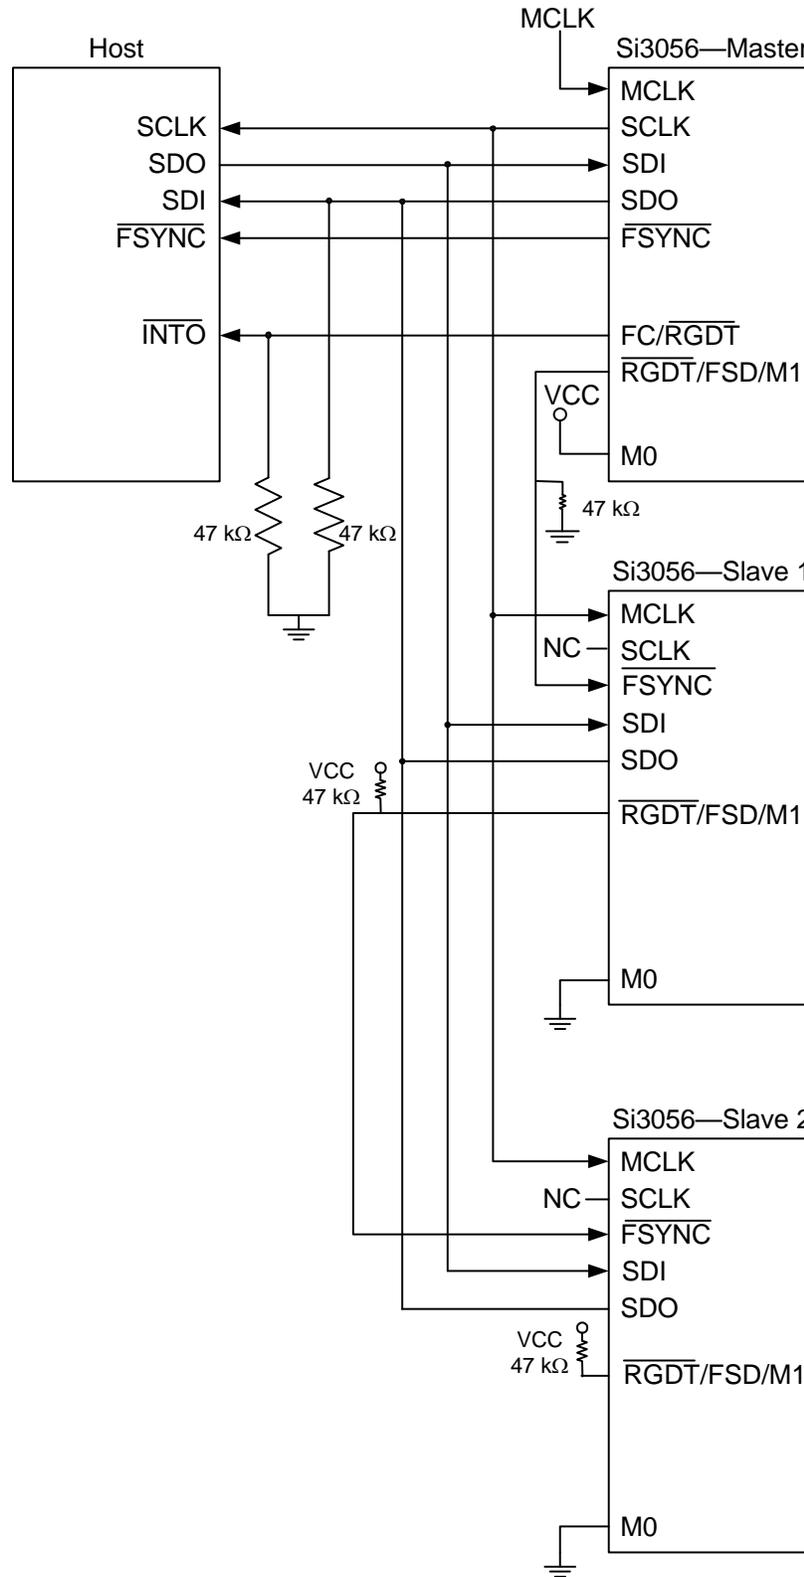 MCLK
Host
Si3056—Master
MCLK
SCLK
SCLK
SDO
SDI
SDI
SDO
FSYNC
FSYNC
INTO
FC/RGDT
RGDT/FSD/M1
VCC
M0
47 kΩ
47 kΩ
47 kΩ
Si3056—Slave 1
MCLK
NC
SCLK
FSYNC
SDI
SDO
VCC
47 kΩ
RGDT/FSD/M1
M0
Si3056—Slave 2
MCLK
NC
SCLK
FSYNC
SDI
SDO
VCC
47 kΩ
RGDT/FSD/M1
M0